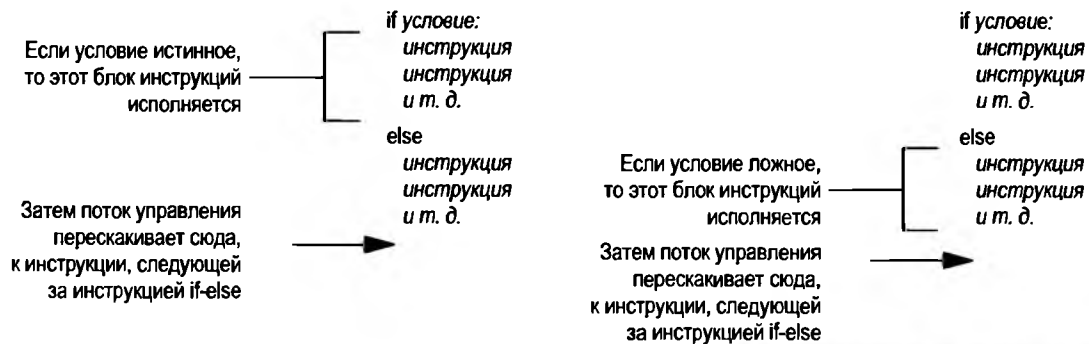 if условие:
инструкция
инструкция
и т. д.
else
инструкция
инструкция
и т. д.
Если условие истинное,
то этот блок инструкций
исполняется
Затем поток управления
перескакивает сюда,
к инструкции, следующей
за инструкцией if-else
if условие:
инструкция
инструкция
и т. д.
else
инструкция
инструкция
и т. д.
Если условие ложное,
то этот блок инструкций
исполняется
Затем поток управления
перескакивает сюда,
к инструкции, следующей
за инструкцией if-else